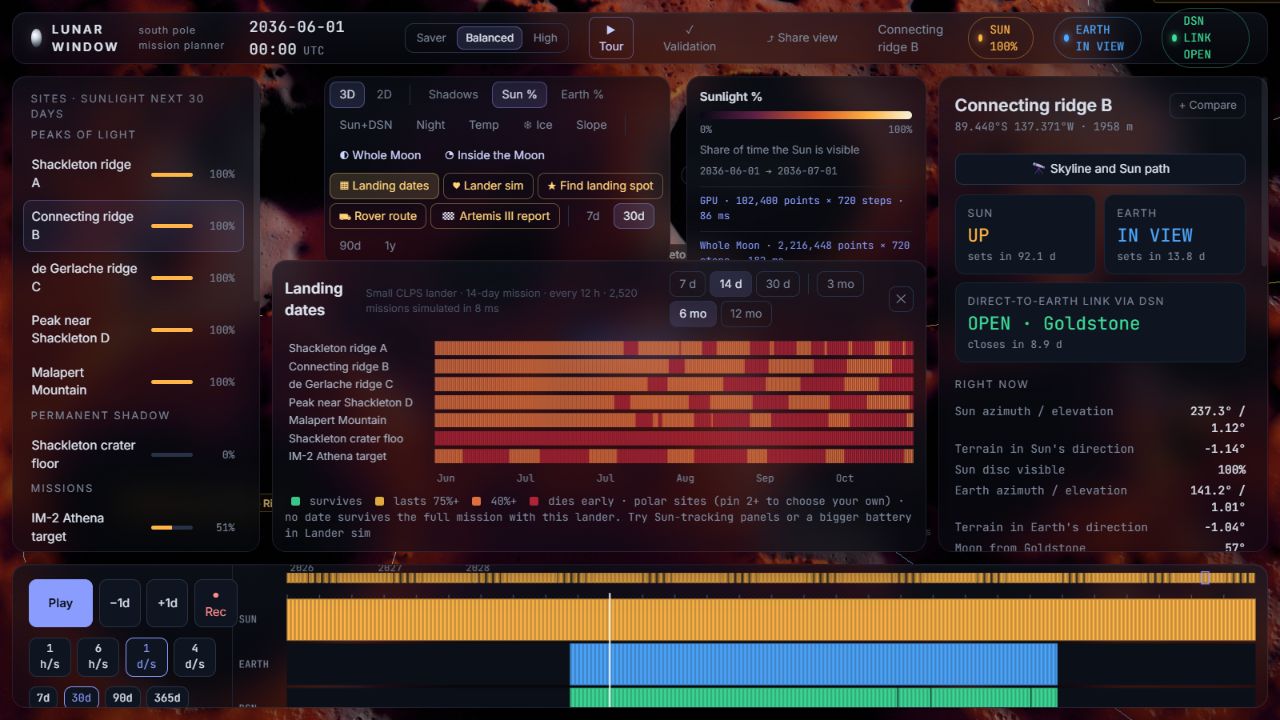 LUNAR
WINDOW
south pole
mission planner
2036-06-01
00:00 UTC
Saver
Balanced
High
▶
Tour
✓
Validation
⤴ Share view
Connecting
ridge B
SUN
100%
EARTH
IN VIEW
DSN
LINK
OPEN
SITES · SUNLIGHT NEXT 30
DAYS
PEAKS OF LIGHT
Shackleton ridge
A
100%
Connecting ridge
B
100%
de Gerlache ridge
C
100%
Peak near
Shackleton D
100%
Malapert
Mountain
100%
PERMANENT SHADOW
Shackleton crater
floor
0%
MISSIONS
IM-2 Athena
target
51%
3D
2D
Shadows
Sun %
Earth %
Sun+DSN
Night
Temp
❄ Ice
Slope
◐ Whole Moon
◔ Inside the Moon
▦ Landing dates
♥ Lander sim
★ Find landing spot
⛟ Rover route
🏁 Artemis III report
7d
30d
90d
1y
Sunlight %
0%
100%
Share of time the Sun is visible
2036-06-01 → 2036-07-01
GPU · 102,400 points × 720 steps ·
86 ms
Whole Moon · 2,216,448 points × 720
Connecting ridge B
+ Compare
89.440°S 137.371°W · 1958 m
🔭 Skyline and Sun path
SUN
UP
sets in 92.1 d
EARTH
IN VIEW
sets in 13.8 d
DIRECT-TO-EARTH LINK VIA DSN
OPEN · Goldstone
closes in 8.9 d
RIGHT NOW
Sun azimuth / elevation
237.3° /
1.12°
Terrain in Sun's direction
-1.14°
Sun disc visible
100%
Earth azimuth / elevation
141.2° /
1.01°
Terrain in Earth's direction
-1.04°
Moon from Goldstone
57°
Landing
dates
Small CLPS lander · 14-day mission · every 12 h · 2,520
missions simulated in 8 ms
7 d
14 d
30 d
3 mo
6 mo
12 mo
✕
Shackleton ridge A
Connecting ridge B
de Gerlache ridge C
Peak near Shackleton D
Malapert Mountain
Shackleton crater floo
IM-2 Athena target
Jun
Jul
Jul
Aug
Sep
Oct
survives
lasts 75%+
40%+
dies early · polar sites (pin 2+ to choose your own) ·
no date survives the full mission with this lander. Try Sun-tracking panels or a bigger battery
in Lander sim
Play
−1d
+1d
Rec
1
h/s
6
h/s
1
d/s
4
d/s
7d
30d
90d
365d
2026
2027
2028
SUN
EARTH
DSN